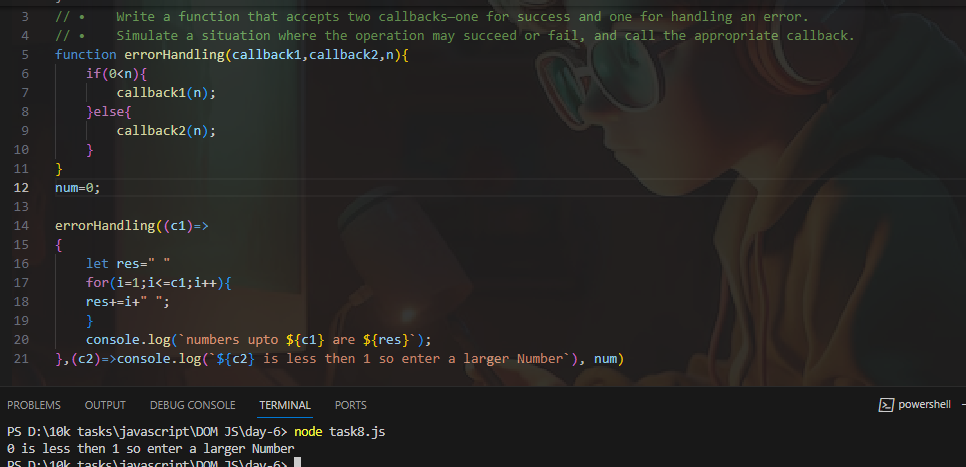 3 // •    Write a function that accepts two callbacks—one for success and one for handling an error.
4 // •    Simulate a situation where the operation may succeed or fail, and call the appropriate callback.
5 function errorHandling(callback1,callback2,n){
6     if(0<n){
7         callback1(n);
8     }else{
9         callback2(n);
10     }
11 }
12 num=0;
13
14 errorHandling((c1)=>
15 {
16     let res=" "
17     for(i=1;i<=c1;i++){
18     res+=i+" ";
19     }
20     console.log(`numbers upto ${c1} are ${res}`);
21 },(c2)=>console.log(`${c2} is less then 1 so enter a larger Number`), num)
PROBLEMS OUTPUT DEBUG CONSOLE TERMINAL PORTS powershell
PS D:\10k tasks\javascript\DOM JS\day-6> node task8.js
0 is less then 1 so enter a larger Number
PS D:\10k tasks\javascript\DOM JS\day-6>